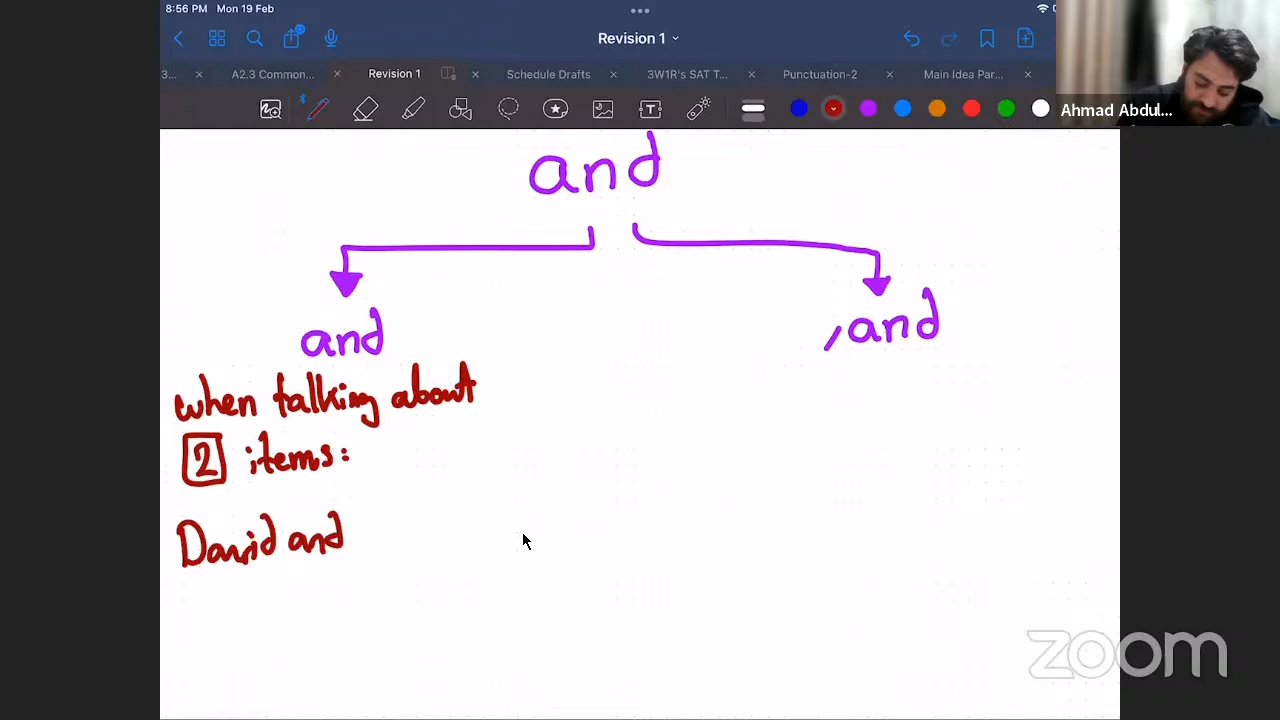 8:56 PM Mon 19 Feb
Revision 1
3... A2.3 Common... Revision 1 Schedule Drafts 3W1R's SAT T... Punctuation-2 Main Idea Par...
Ahmad Abdul...
and
and
, and
when talking about
2 items:
David and
zoom